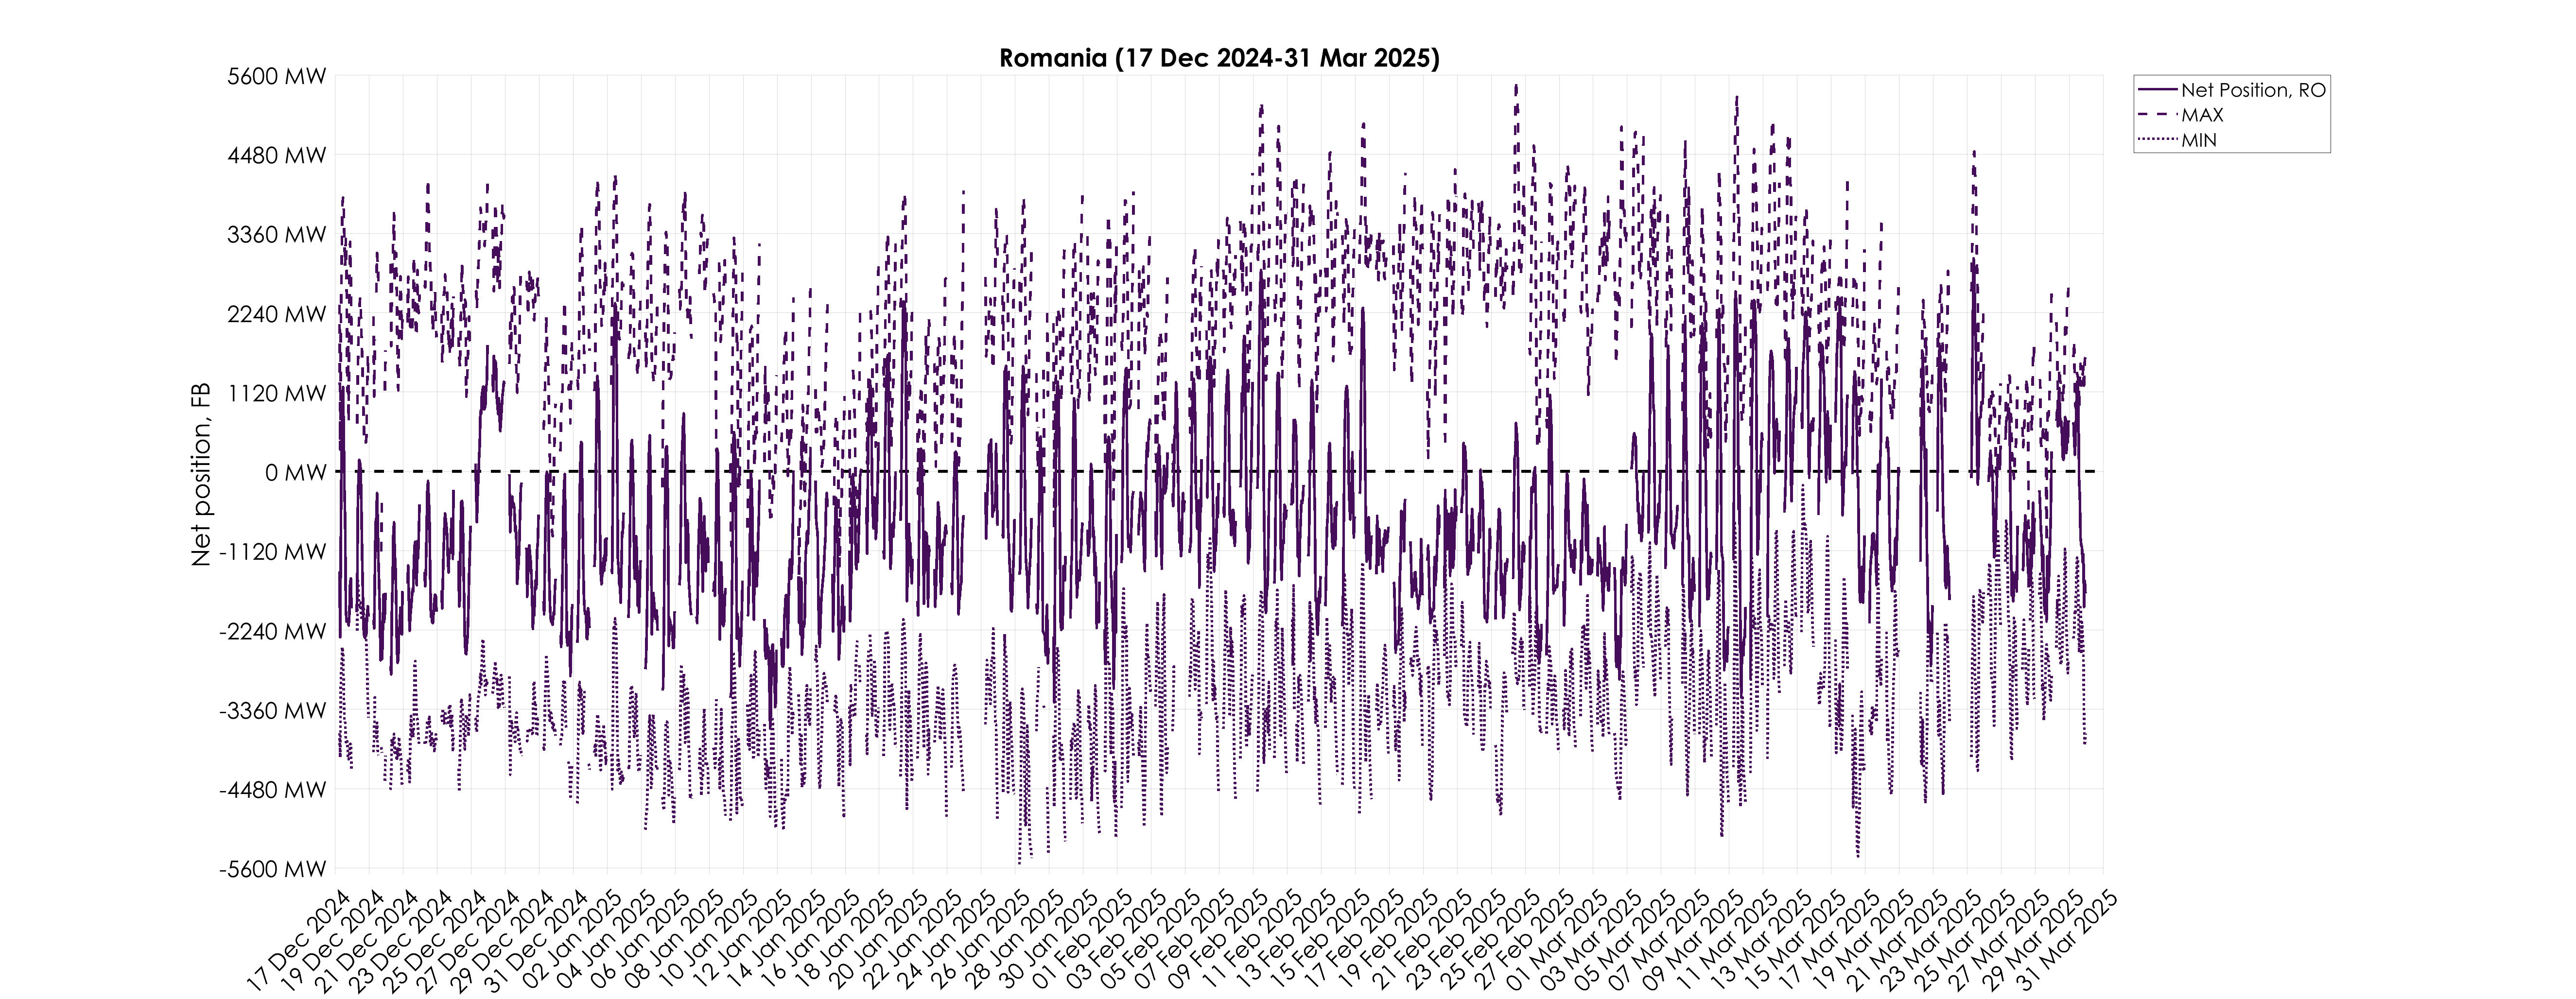 Romania (17 Dec 2024-31 Mar 2025)
Net Position, RO
MAX
MIN
Net position, FB
5600 MW
4480 MW
3360 MW
2240 MW
1120 MW
0 MW
-1120 MW
-2240 MW
-3360 MW
-4480 MW
-5600 MW
17 Dec 2024
19 Dec 2024
21 Dec 2024
23 Dec 2024
25 Dec 2024
27 Dec 2024
29 Dec 2024
31 Dec 2024
02 Jan 2025
04 Jan 2025
06 Jan 2025
08 Jan 2025
10 Jan 2025
12 Jan 2025
14 Jan 2025
16 Jan 2025
18 Jan 2025
20 Jan 2025
22 Jan 2025
24 Jan 2025
26 Jan 2025
28 Jan 2025
30 Jan 2025
01 Feb 2025
03 Feb 2025
05 Feb 2025
07 Feb 2025
09 Feb 2025
11 Feb 2025
13 Feb 2025
15 Feb 2025
17 Feb 2025
19 Feb 2025
21 Feb 2025
23 Feb 2025
25 Feb 2025
27 Feb 2025
01 Mar 2025
03 Mar 2025
05 Mar 2025
07 Mar 2025
09 Mar 2025
11 Mar 2025
13 Mar 2025
15 Mar 2025
17 Mar 2025
19 Mar 2025
21 Mar 2025
23 Mar 2025
25 Mar 2025
27 Mar 2025
29 Mar 2025
31 Mar 2025